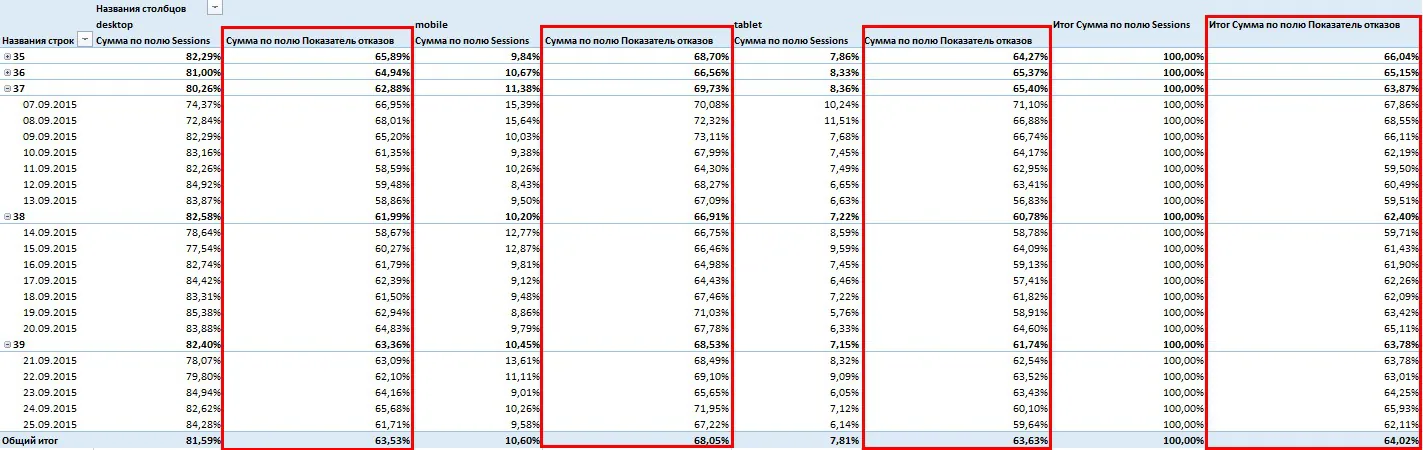 Названия столбцов
desktop mobile tablet Итог Сумма по полю Sessions Итог Сумма по полю Показатель отказов
Названия строк Сумма по полю Sessions Сумма по полю Показатель отказов Сумма по полю Sessions Сумма по полю Показатель отказов Сумма по полю Sessions Сумма по полю Показатель отказов
35 82,29% 65,89% 9,84% 68,70% 7,86% 64,27% 100,00% 66,04%
36 81,00% 64,94% 10,67% 66,56% 8,33% 65,37% 100,00% 65,15%
37 80,26% 62,88% 11,38% 69,73% 8,36% 65,40% 100,00% 63,87%
07.09.2015 74,37% 66,95% 15,39% 70,08% 10,24% 71,10% 100,00% 67,86%
08.09.2015 72,84% 68,01% 15,64% 72,32% 11,51% 66,88% 100,00% 68,55%
09.09.2015 82,29% 65,20% 10,03% 73,11% 7,68% 66,74% 100,00% 66,11%
10.09.2015 83,16% 61,35% 9,38% 67,99% 7,45% 64,17% 100,00% 62,19%
11.09.2015 82,26% 58,59% 10,26% 64,30% 7,49% 62,95% 100,00% 59,50%
12.09.2015 84,92% 59,48% 8,43% 68,27% 6,65% 63,41% 100,00% 60,49%
13.09.2015 83,87% 58,86% 9,50% 67,09% 6,63% 56,83% 100,00% 59,51%
38 82,58% 61,99% 10,20% 66,91% 7,22% 60,78% 100,00% 62,40%
14.09.2015 78,64% 58,67% 12,77% 66,75% 8,59% 58,78% 100,00% 59,71%
15.09.2015 77,54% 60,27% 12,87% 66,46% 9,59% 64,09% 100,00% 61,43%
16.09.2015 82,74% 61,79% 9,81% 64,98% 7,45% 59,13% 100,00% 61,90%
17.09.2015 84,42% 62,39% 9,12% 64,43% 6,46% 57,41% 100,00% 62,26%
18.09.2015 83,31% 61,50% 9,48% 67,46% 7,22% 61,82% 100,00% 62,09%
19.09.2015 85,38% 62,94% 8,86% 71,03% 5,76% 58,91% 100,00% 63,42%
20.09.2015 83,88% 64,83% 9,79% 67,78% 6,33% 64,60% 100,00% 65,11%
39 82,40% 63,36% 10,45% 68,53% 7,15% 61,74% 100,00% 63,78%
21.09.2015 78,07% 63,09% 13,61% 68,49% 8,32% 62,54% 100,00% 63,78%
22.09.2015 79,80% 62,10% 11,11% 69,10% 9,09% 63,52% 100,00% 63,01%
23.09.2015 84,94% 64,16% 9,01% 65,65% 6,05% 63,43% 100,00% 64,25%
24.09.2015 82,62% 65,68% 10,26% 71,95% 7,12% 60,10% 100,00% 65,93%
25.09.2015 84,28% 61,71% 9,58% 67,22% 6,14% 59,64% 100,00% 62,11%
Общий итог 81,59% 63,53% 10,60% 68,05% 7,81% 63,63% 100,00% 64,02%